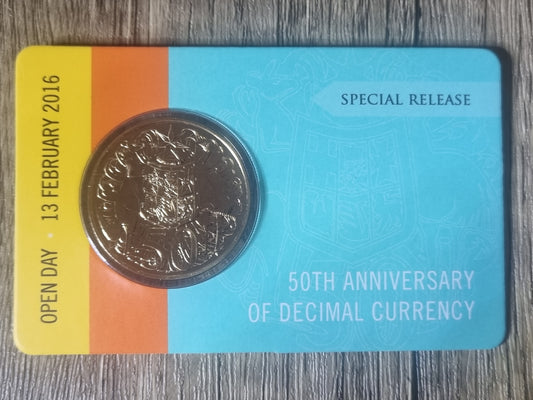 OPEN DAY · 13 FEBRUARY 2016
SPECIAL RELEASE
50TH ANNIVERSARY
OF DECIMAL CURRENCY